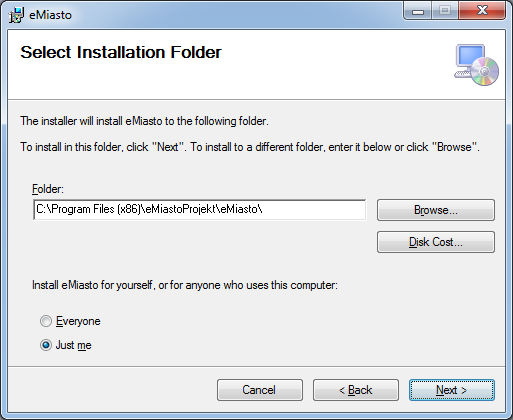 eMiasto
Select Installation Folder
The installer will install eMiasto to the following folder.
To install in this folder, click "Next". To install to a different folder, enter it below or click "Browse".
Folder:
C:\Program Files (x86)\eMiastoProjekt\eMiasto\
Browse...
Disk Cost...
Install eMiasto for yourself, or for anyone who uses this computer:
Everyone
Just me
Cancel
< Back
Next >